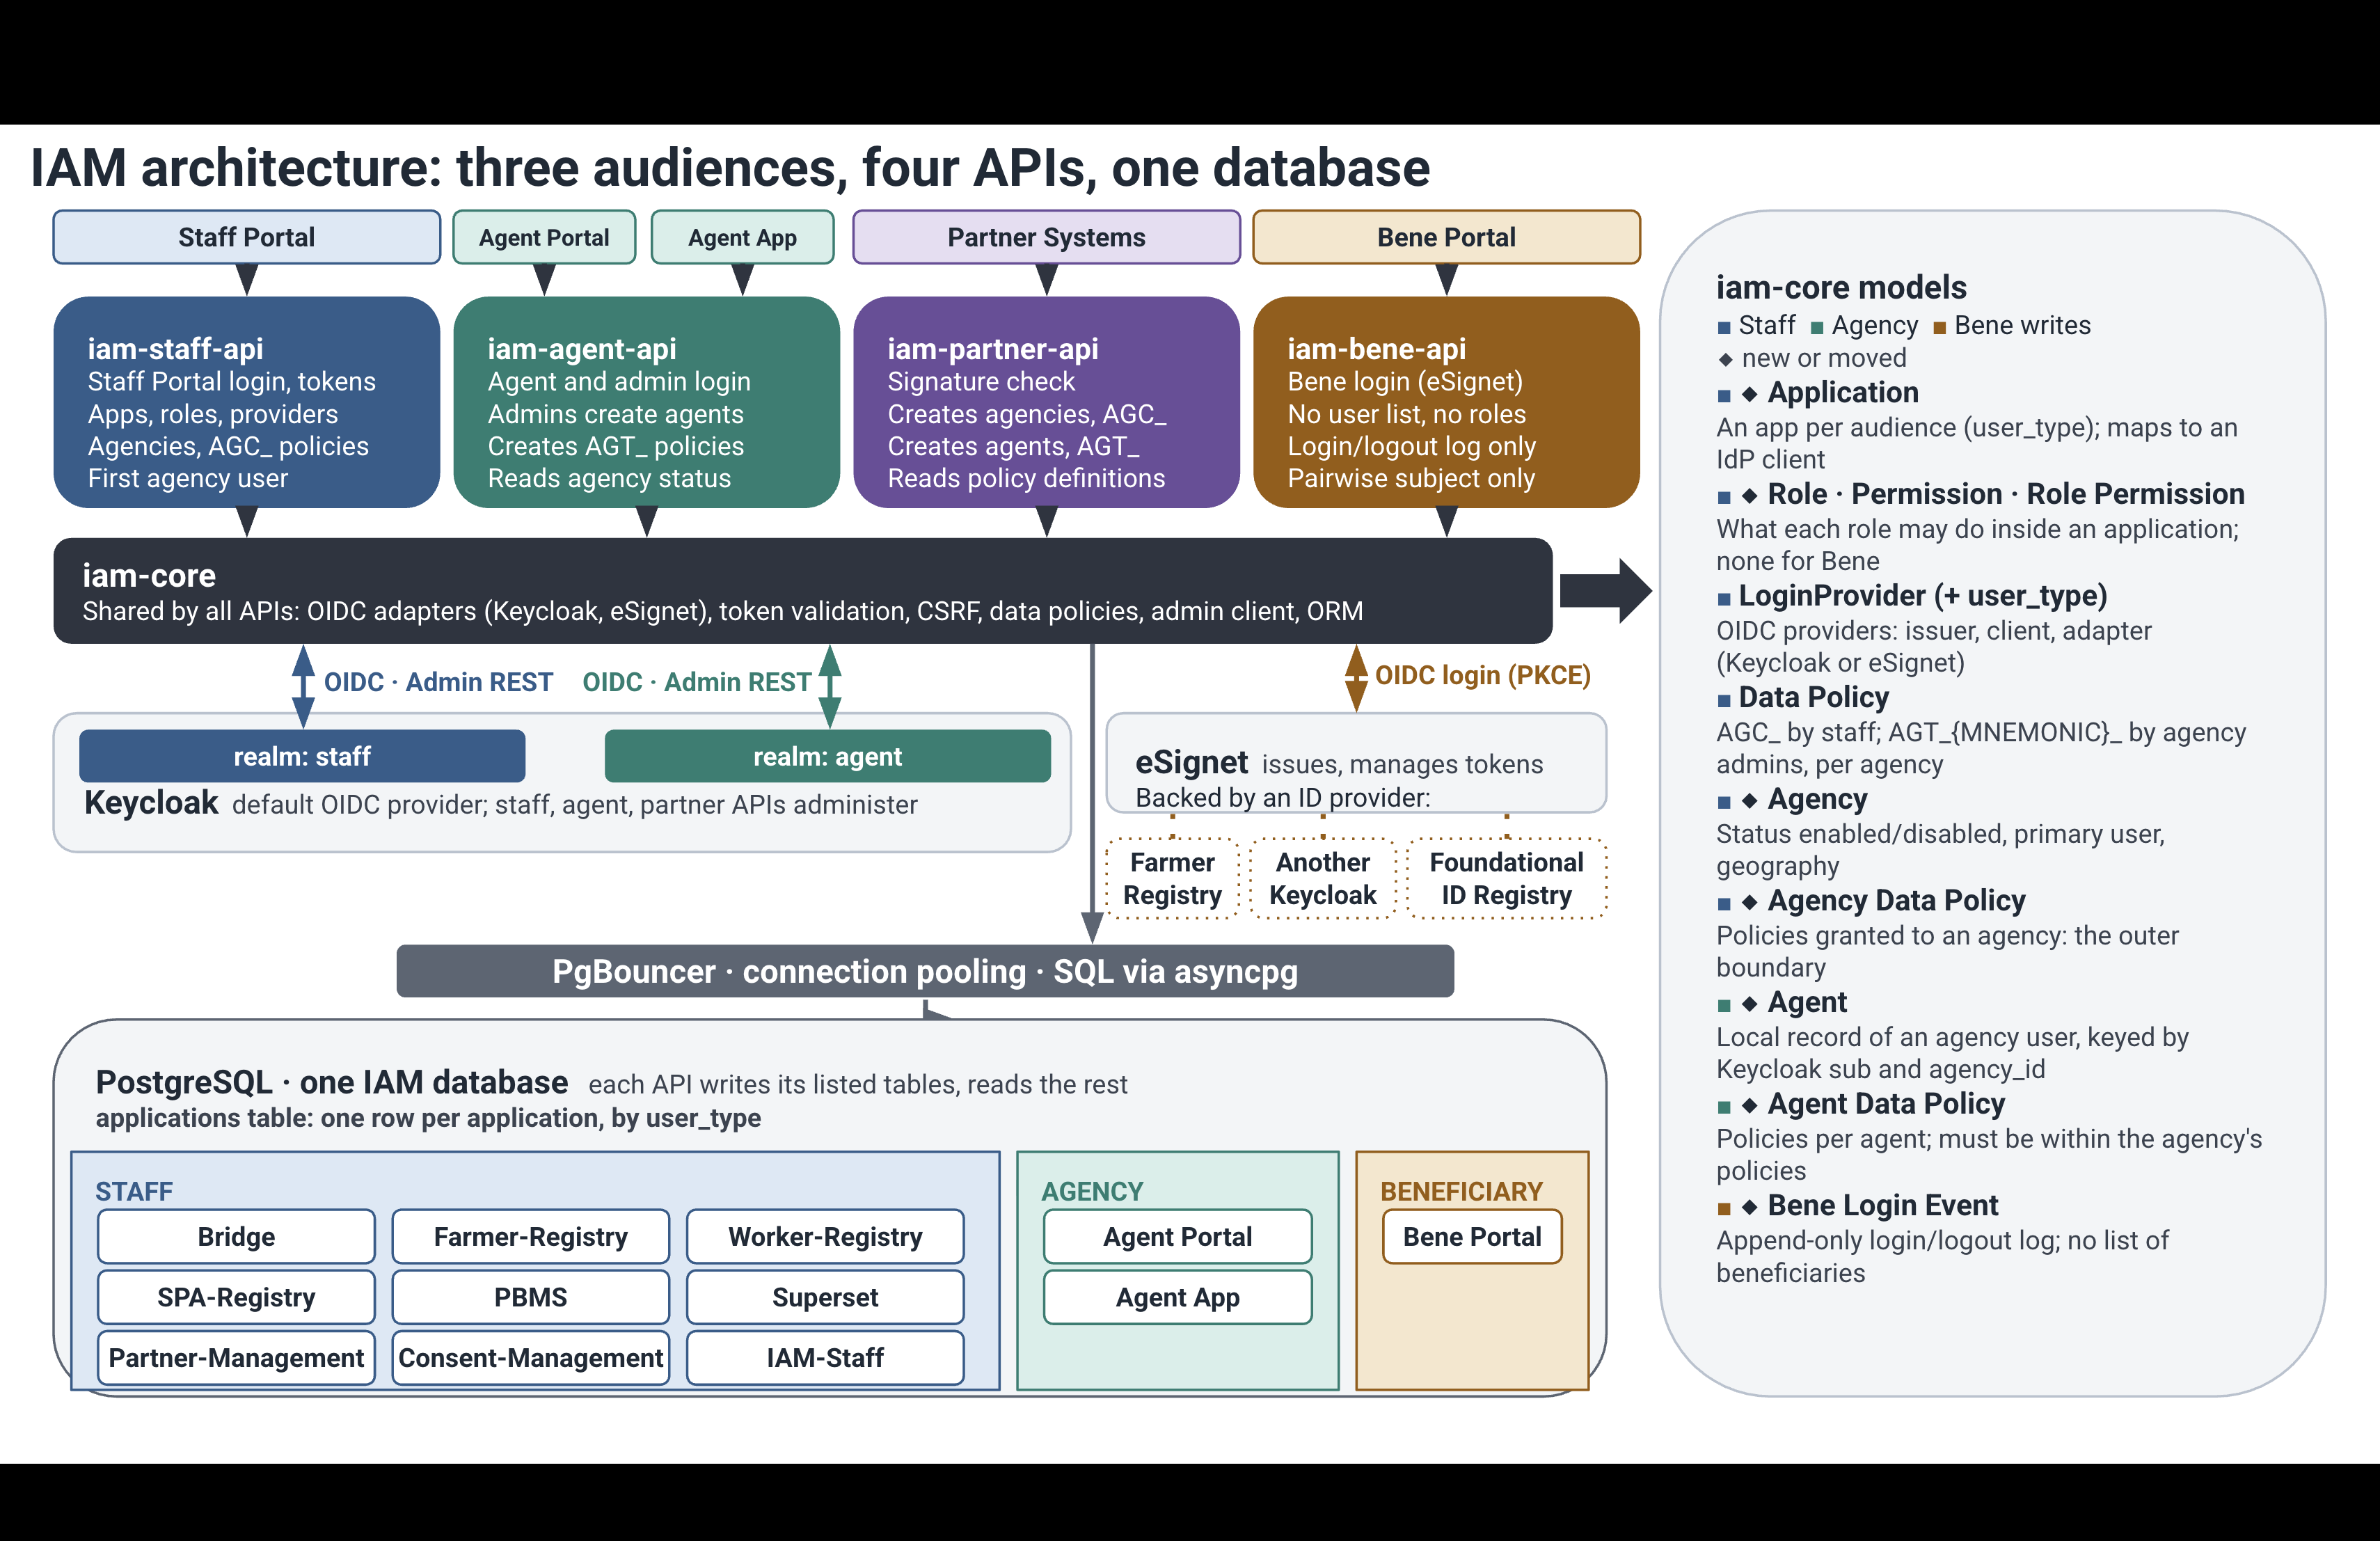 IAM architecture: three audiences, four APIs, one database
Staff Portal
Agent Portal
Agent App
Partner Systems
Bene Portal
iam-staff-api
Staff Portal login, tokens
Apps, roles, providers
Agencies, AGC_ policies
First agency user
iam-agent-api
Agent and admin login
Admins create agents
Creates AGT_ policies
Reads agency status
iam-partner-api
Signature check
Creates agencies, AGC_
Creates agents, AGT_
Reads policy definitions
iam-bene-api
Bene login (eSignet)
No user list, no roles
Login/logout log only
Pairwise subject only
iam-core
Shared by all APIs: OIDC adapters (Keycloak, eSignet), token validation, CSRF, data policies, admin client, ORM
OIDC · Admin REST
OIDC · Admin REST
OIDC login (PKCE)
realm: staff
realm: agent
Keycloak default OIDC provider; staff, agent, partner APIs administer
eSignet issues, manages tokens
Backed by an ID provider:
Farmer
Registry
Another
Keycloak
Foundational
ID Registry
PgBouncer · connection pooling · SQL via asyncpg
PostgreSQL · one IAM database each API writes its listed tables, reads the rest
applications table: one row per application, by user_type
STAFF
Bridge
Farmer-Registry
Worker-Registry
SPA-Registry
PBMS
Superset
Partner-Management
Consent-Management
IAM-Staff
AGENCY
Agent Portal
Agent App
BENEFICIARY
Bene Portal
iam-core models
■ Staff ■ Agency ■ Bene writes
◆ new or moved
■ ◆ Application
An app per audience (user_type); maps to an
IdP client
■ ◆ Role · Permission · Role Permission
What each role may do inside an application;
none for Bene
■ LoginProvider (+ user_type)
OIDC providers: issuer, client, adapter
(Keycloak or eSignet)
■ Data Policy
AGC_ by staff; AGT_{MNEMONIC}_ by agency
admins, per agency
■ ◆ Agency
Status enabled/disabled, primary user,
geography
■ ◆ Agency Data Policy
Policies granted to an agency: the outer
boundary
■ ◆ Agent
Local record of an agency user, keyed by
Keycloak sub and agency_id
■ ◆ Agent Data Policy
Policies per agent; must be within the agency's
policies
■ ◆ Bene Login Event
Append-only login/logout log; no list of
beneficiaries